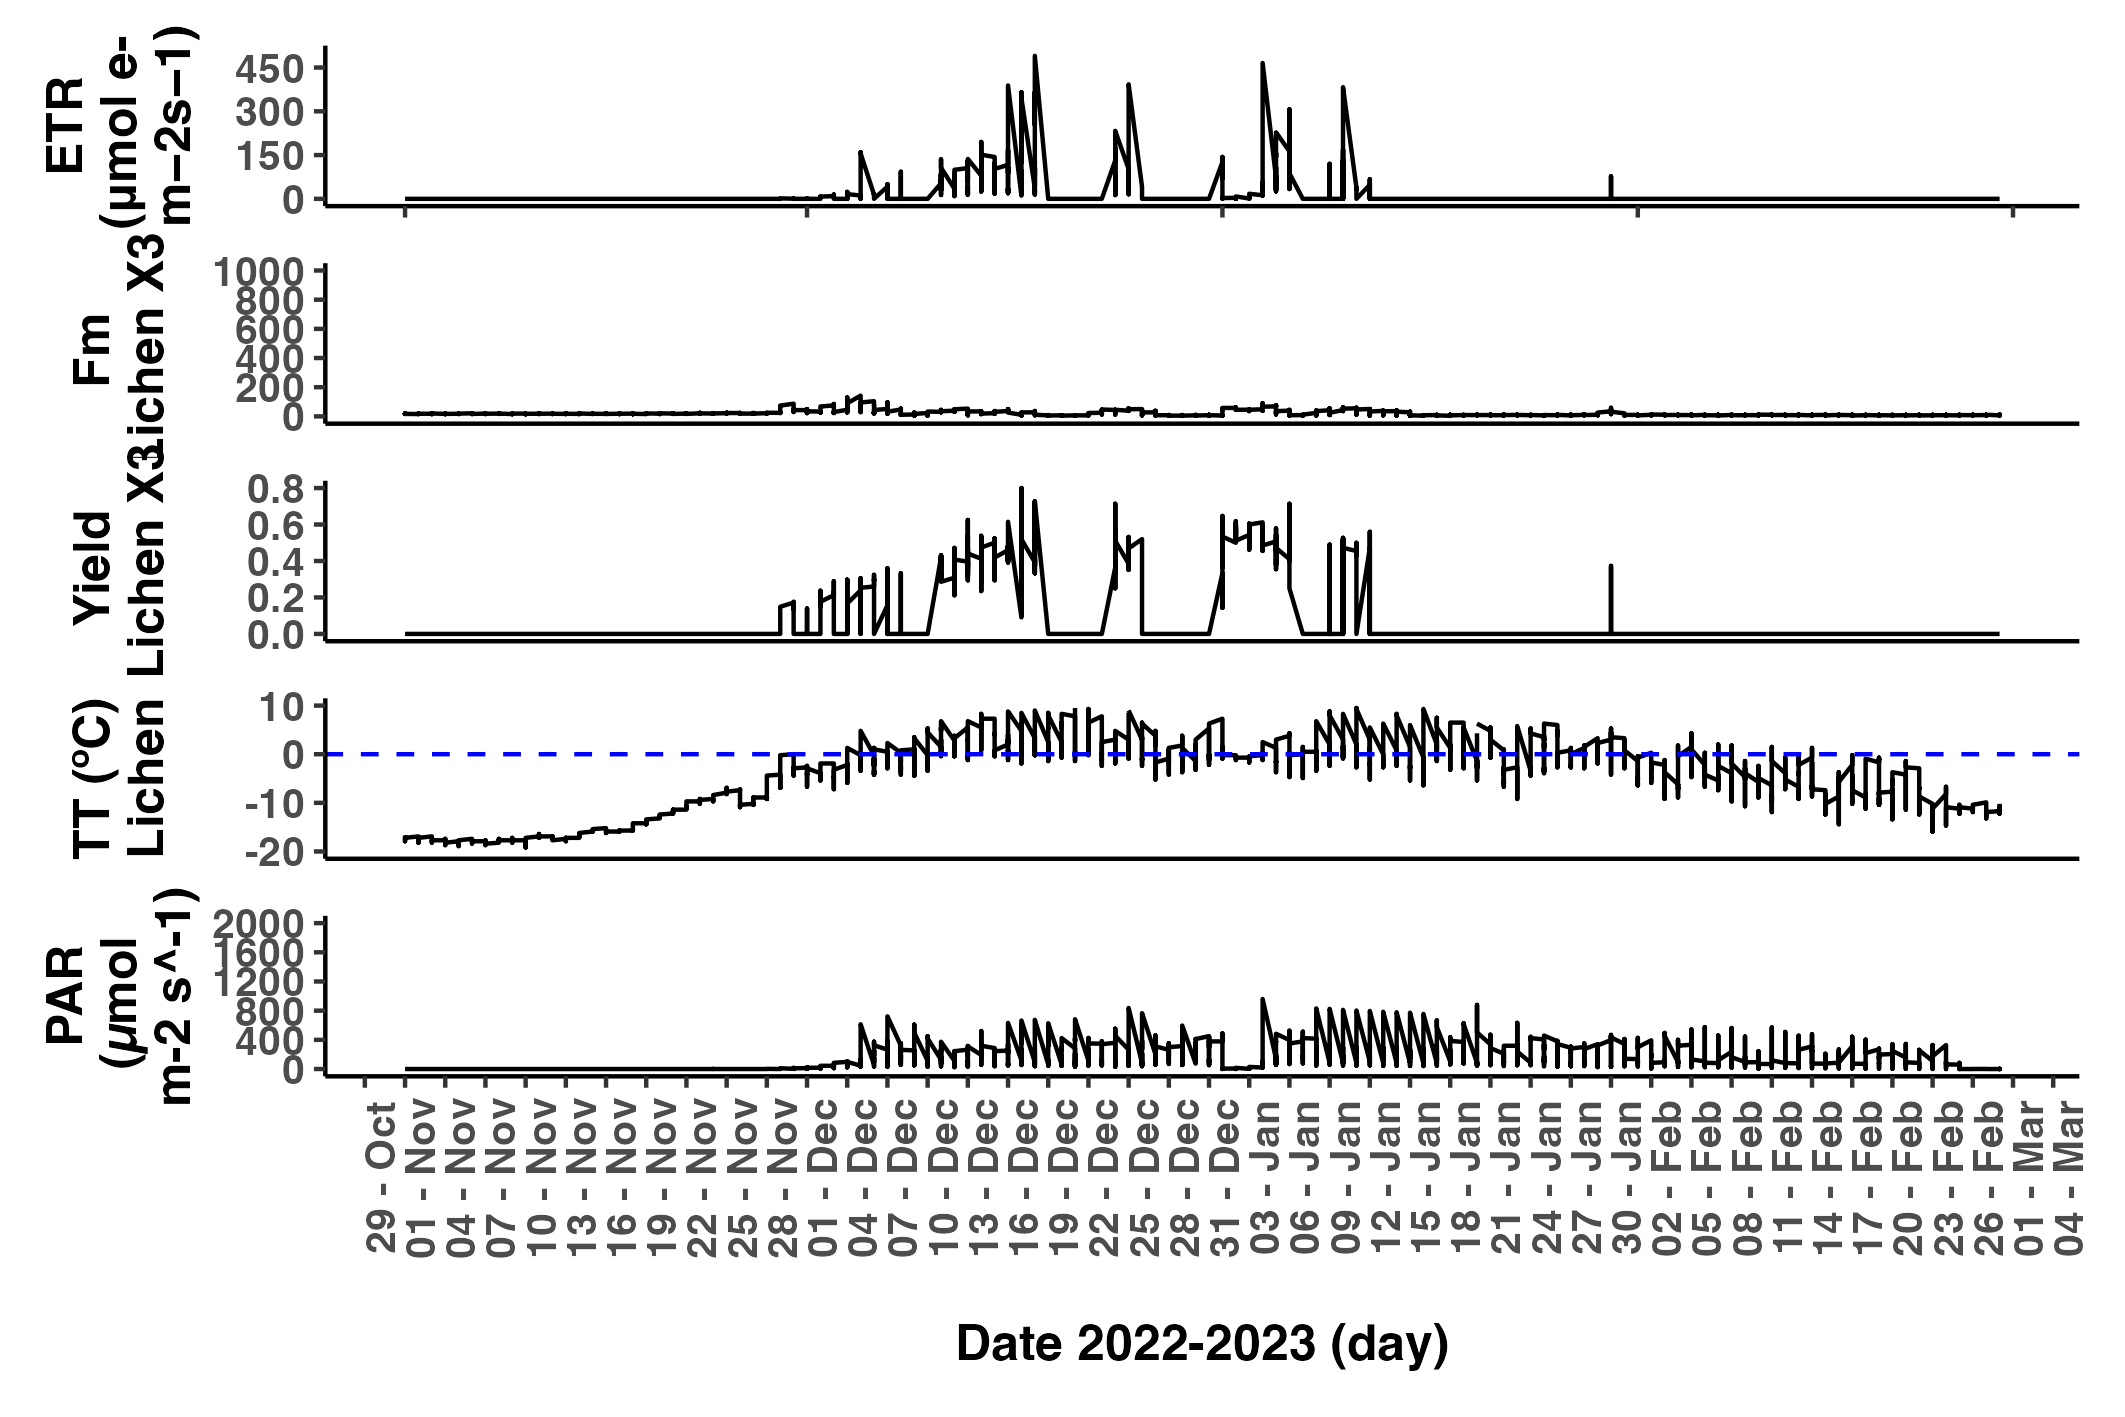 ETR
(µmol e-
m−2s−1)
450
300
150
0
Fm
Lichen X3
1000
800
600
400
200
0
Yield
Lichen X3
0.8
0.6
0.4
0.2
0.0
TT (ºC)
Lichen
10
0
-10
-20
PAR
(µmol
m-2 s^-1)
2000
1600
1200
800
400
0
29 - Oct
01 - Nov
04 - Nov
07 - Nov
10 - Nov
13 - Nov
16 - Nov
19 - Nov
22 - Nov
25 - Nov
28 - Nov
01 - Dec
04 - Dec
07 - Dec
10 - Dec
13 - Dec
16 - Dec
19 - Dec
22 - Dec
25 - Dec
28 - Dec
31 - Dec
03 - Jan
06 - Jan
09 - Jan
12 - Jan
15 - Jan
18 - Jan
21 - Jan
24 - Jan
27 - Jan
30 - Jan
02 - Feb
05 - Feb
08 - Feb
11 - Feb
14 - Feb
17 - Feb
20 - Feb
23 - Feb
26 - Feb
01 - Mar
04 - Mar
Date 2022-2023 (day)